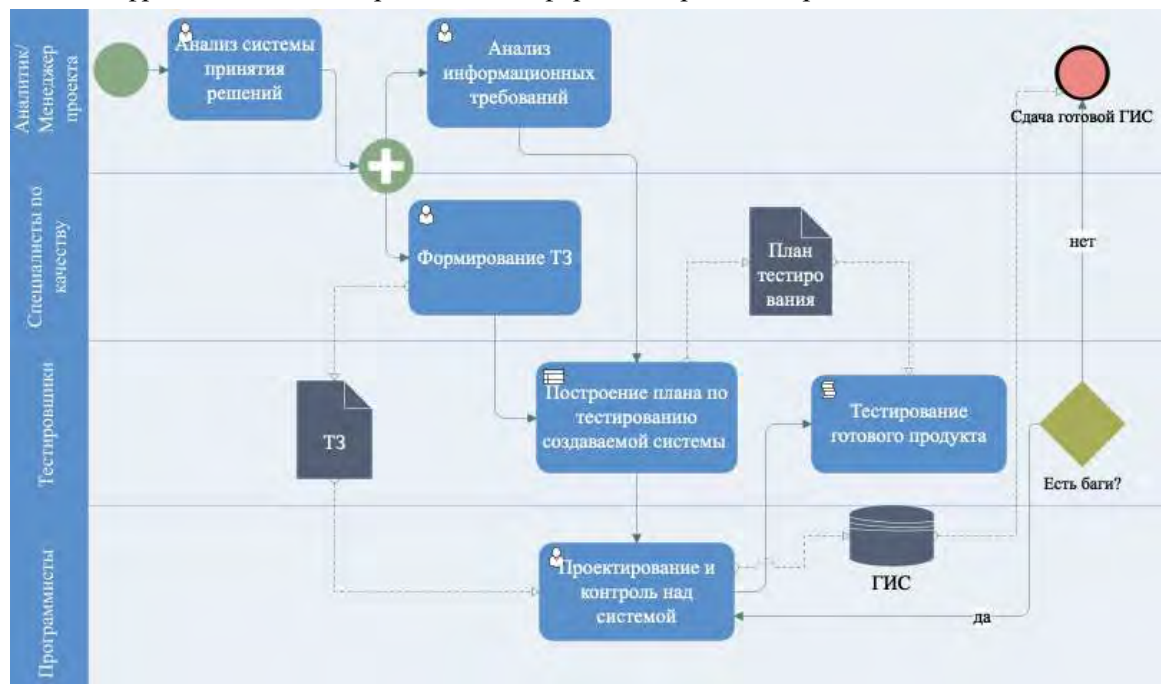 Аналитик/
Менеджер
проекта
Анализ системы
принятия
решений
Анализ
информационных
требований
Сдача готовой ГИС
Специалисты по
качеству
Формирование ТЗ
План
тестиро
вания
нет
Тестировшики
ТЗ
Построение плана по
тестированию
создаваемой системы
Тестирование
готового продукта
Есть баги?
Программисты
Проектирование и
контроль над
системой
ГИС
да